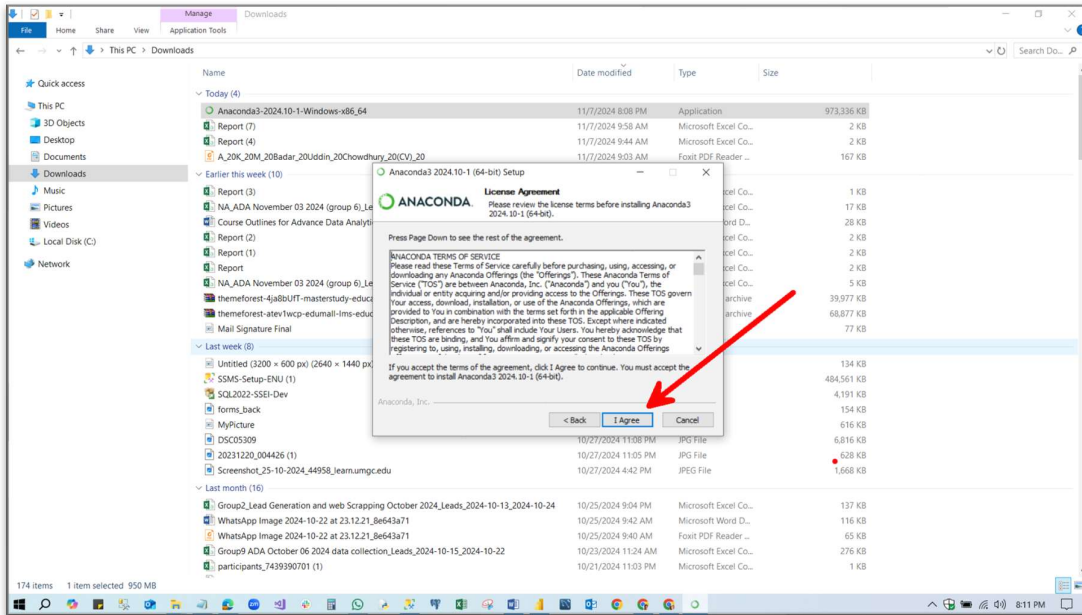 Manage
Downloads
File
Home
Share
View
Application Tools
This PC > Downloads
Search Do...
Name
Date modified
Type
Size
Quick access
This PC
3D Objects
Desktop
Documents
Downloads
Music
Pictures
Videos
Local Disk (C:)
Network
Today (4)
Anaconda3-2024.10-1-Windows-x86_64 11/7/2024 8:08 PM Application 973,336 KB
Report (7) 11/7/2024 9:58 AM Microsoft Excel Co... 2 KB
Report (4) 11/7/2024 9:44 AM Microsoft Excel Co... 2 KB
A_20K_20M_20Badar_20Uddin_20Chowdhury_20(CV)_20 11/7/2024 9:03 AM Foxit PDF Reader ... 167 KB
Earlier this week (10)
Report (3) 1 KB
NA_ADA November 03 2024 (group 6)_Le 17 KB
Course Outlines for Advance Data Analyti 28 KB
Report (2) 2 KB
Report (1) 2 KB
Report 2 KB
NA_ADA November 03 2024 (group 6)_Le 5 KB
themeforest-4ja8bUfT-masterstudy-educa archive 39,977 KB
themeforest-atev1wcp-edumall-lms-educ archive 68,877 KB
Mail Signature Final 77 KB
Last week (8)
Untitled (3200 × 600 px) (2640 × 1440 px 134 KB
SSMS-Setup-ENU (1) 484,561 KB
SQL2022-SSEI-Dev 4,191 KB
forms_back 154 KB
MyPicture 616 KB
DSC05309 10/27/2024 11:08 PM JPG File 6,816 KB
20231220_004426 (1) 10/27/2024 11:05 PM JPG File 628 KB
Screenshot_25-10-2024_44958_learn.umgc.edu 10/27/2024 4:42 PM JPEG File 1,668 KB
Last month (16)
Group2_Lead Generation and web Scrapping October 2024_Leads_2024-10-13_2024-10-24 10/25/2024 9:04 PM Microsoft Excel Co... 137 KB
WhatsApp Image 2024-10-22 at 23.12.21_8e643a71 10/25/2024 9:42 AM Microsoft Word D... 116 KB
WhatsApp Image 2024-10-22 at 23.12.21_8e643a71 10/25/2024 9:40 AM Foxit PDF Reader ... 65 KB
Group9 ADA October 06 2024 data collection_Leads_2024-10-15_2024-10-22 10/23/2024 11:24 AM Microsoft Excel Co... 276 KB
participants_7439390701 (1) 10/21/2024 11:03 PM Microsoft Excel Co... 1 KB
Anaconda3 2024.10-1 (64-bit) Setup
ANACONDA.
License Agreement
Please review the license terms before installing Anaconda3
2024.10-1 (64-bit).
Press Page Down to see the rest of the agreement.
ANACONDA TERMS OF SERVICE
Please read these Terms of Service carefully before purchasing, using, accessing, or
downloading any Anaconda Offerings (the "Offerings"). These Anaconda Terms of
Service ("TOS") are between Anaconda, Inc. ("Anaconda") and you ("You"), the
individual or entity acquiring and/or providing access to the Offerings. These TOS govern
Your access, download, installation, or use of the Anaconda Offerings, which are
provided to You in combination with the terms set forth in the applicable Offering
Description, and are hereby incorporated into these TOS. Except where indicated
otherwise, references to "You" shall include Your Users. You hereby acknowledge that
these TOS are binding, and You affirm and signify your consent to these TOS by
registering to, using, installing, downloading, or accessing the Anaconda Offerings
If you accept the terms of the agreement, click I Agree to continue. You must accept the
agreement to install Anaconda3 2024.10-1 (64-bit).
Anaconda, Inc.
< Back
I Agree
Cancel
174 items 1 item selected 950 MB
8:11 PM